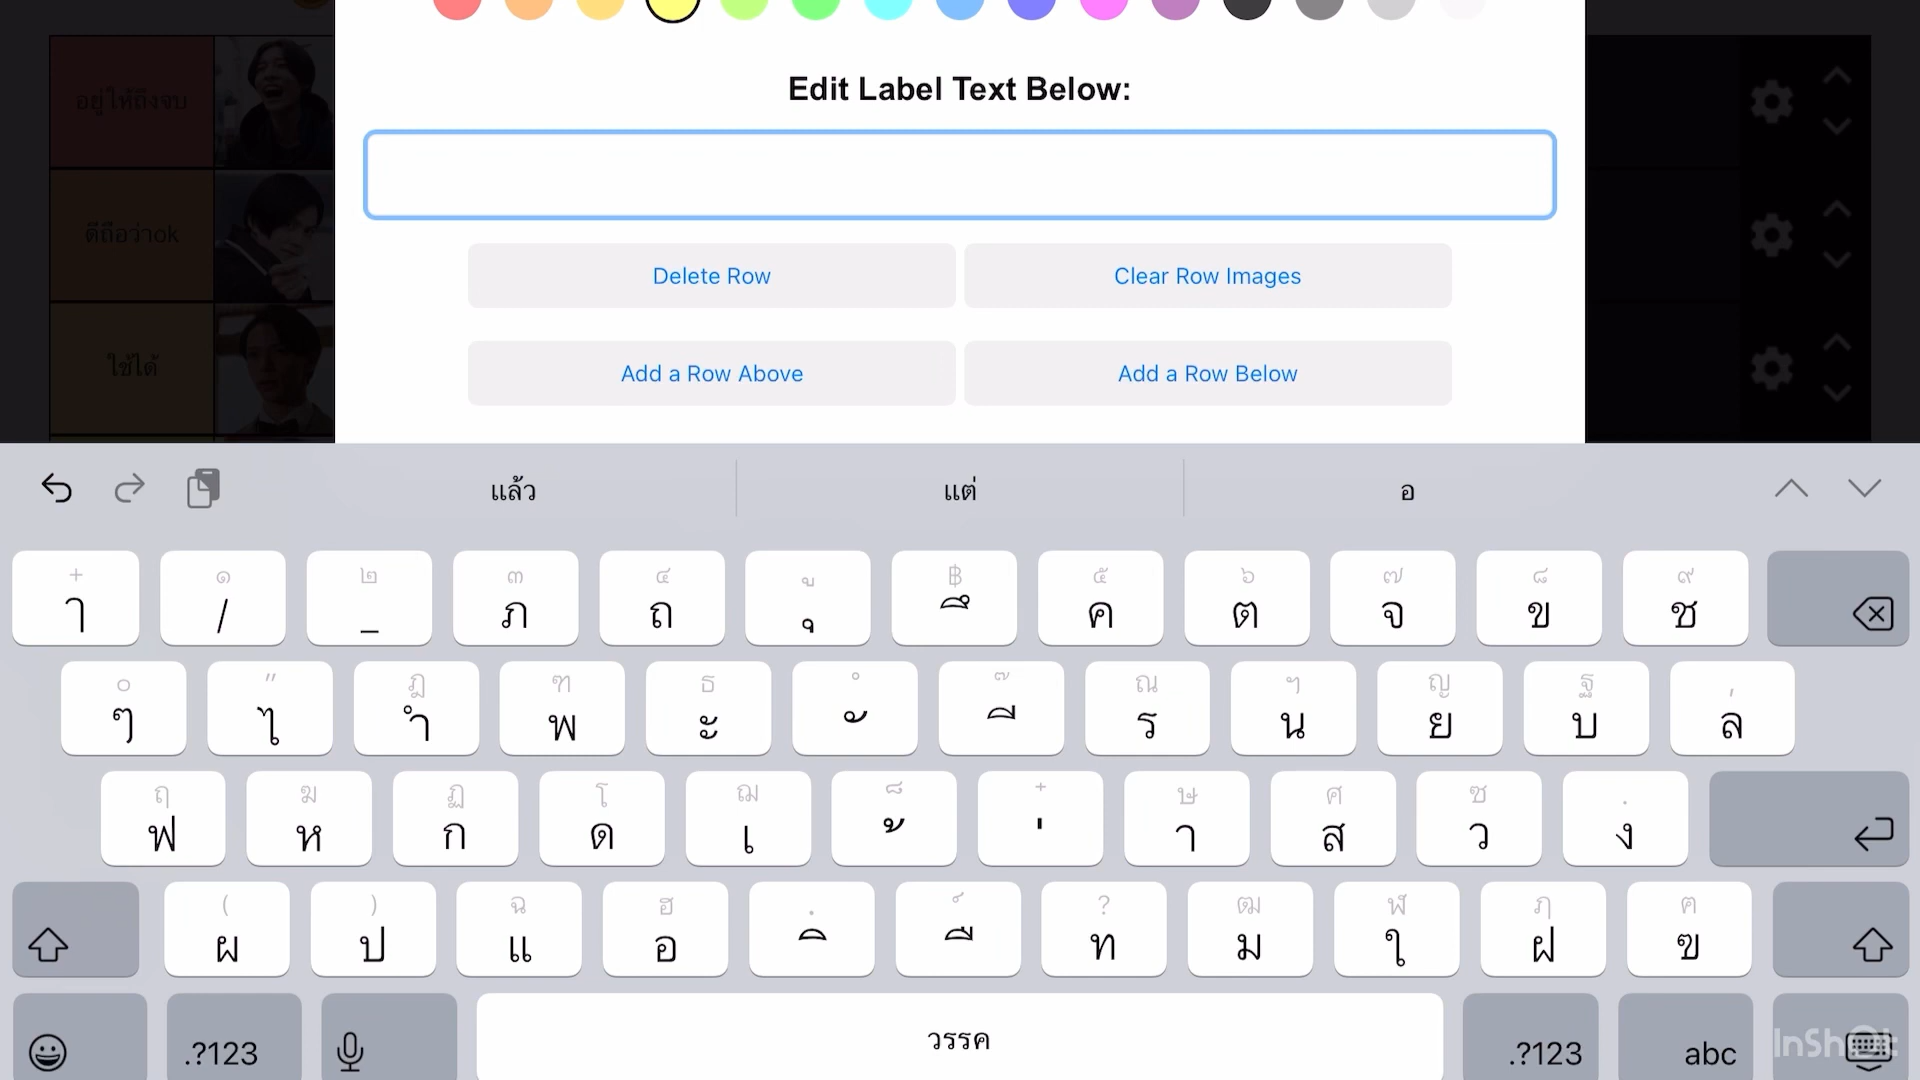 Edit Label Text Below:
อยู่ให้ถึงจบ
ดีถือว่าok
ใช้ได้
Delete Row
Clear Row Images
Add a Row Above
Add a Row Below
แล้ว แต่ อ
+ ๑ ๒ ๓ ๔ ู ฿ ๕ ๖ ๗ ๘ ๙
ๅ / _ ภ ถ ุ ึ ค ต จ ข ช
๐ " ฎ ฑ ธ ํ ๊ ณ ฯ ญ ฐ ,
ๆ ไ ำ พ ะ ั ี ร น ย บ ล
ฤ ฆ ฏ โ ฌ ็ ๋ ษ ศ ซ .
ฟ ห ก ด เ ้ ่ า ส ว ง
( ) ฉ ฮ . ์ ? ฒ ฬ ฦ ฅ
ผ ป แ อ ิ ื ท ม ใ ฝ ฃ
.?123 วรรค .?123 abc
InShot